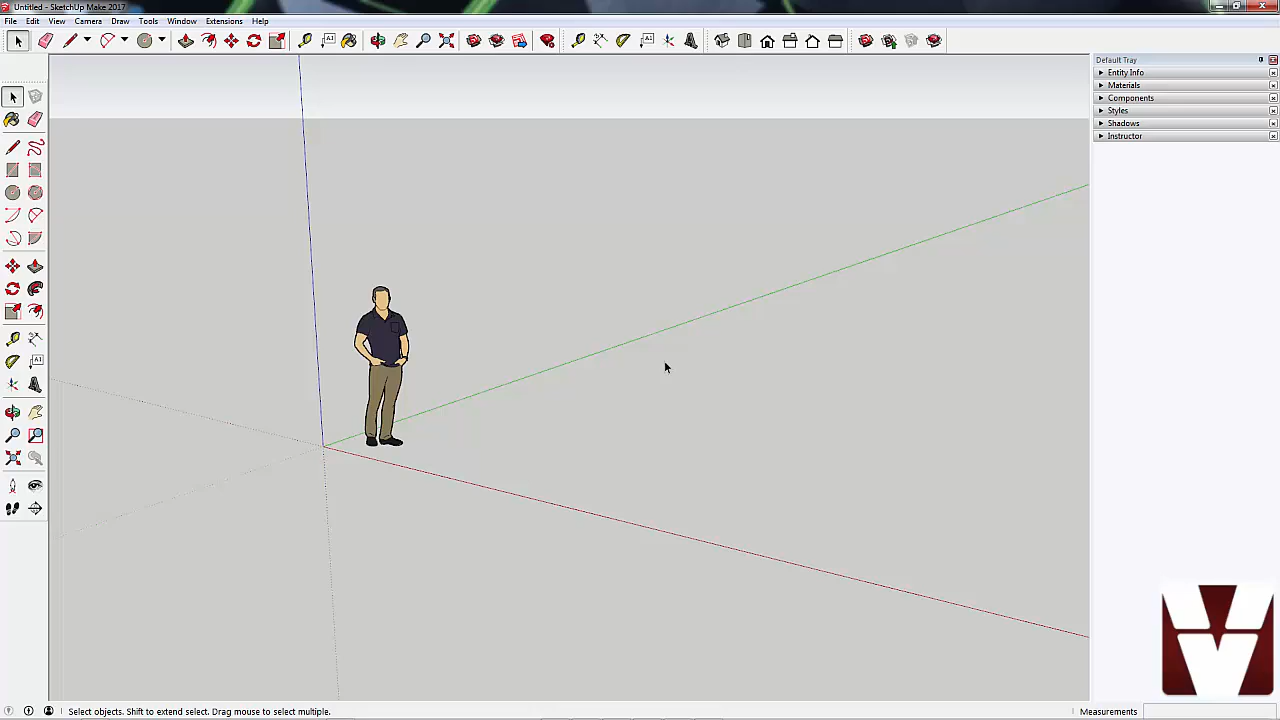 Untitled - SketchUp Make 2017
File Edit View Camera Draw Tools Window Extensions Help
Default Tray
Entity Info
Materials
Components
Styles
Shadows
Instructor
Select objects. Shift to extend select. Drag mouse to select multiple.
Measurements